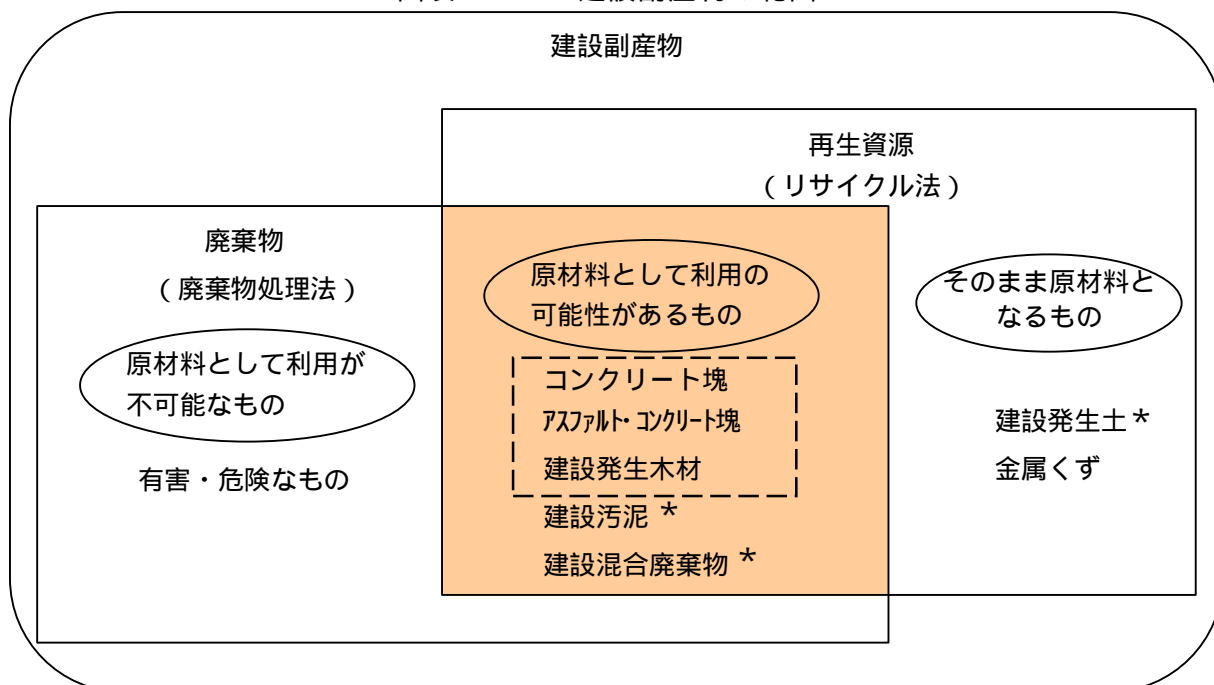 建設副産物
再生資源
(リサイクル法)
廃棄物
(廃棄物処理法)
原材料として利用の
可能性があるもの
そのまま原材料と
なるもの
原材料として利用が
不可能なもの
コンクリート塊
アスファルト・コンクリート塊
建設発生木材
建設発生土*
金属くず
有害・危険なもの
建設汚泥*
建設混合廃棄物*